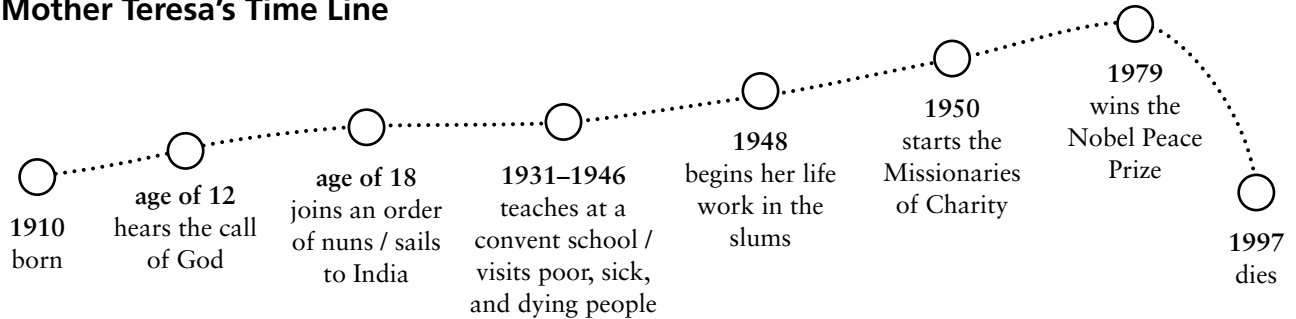 Mother Teresa's Time Line
1910
born
age of 12
hears the call
of God
age of 18
joins an order
of nuns / sails
to India
1931–1946
teaches at a
convent school /
visits poor, sick,
and dying people
1948
begins her life
work in the
slums
1950
starts the
Missionaries
of Charity
1979
wins the
Nobel Peace
Prize
1997
dies